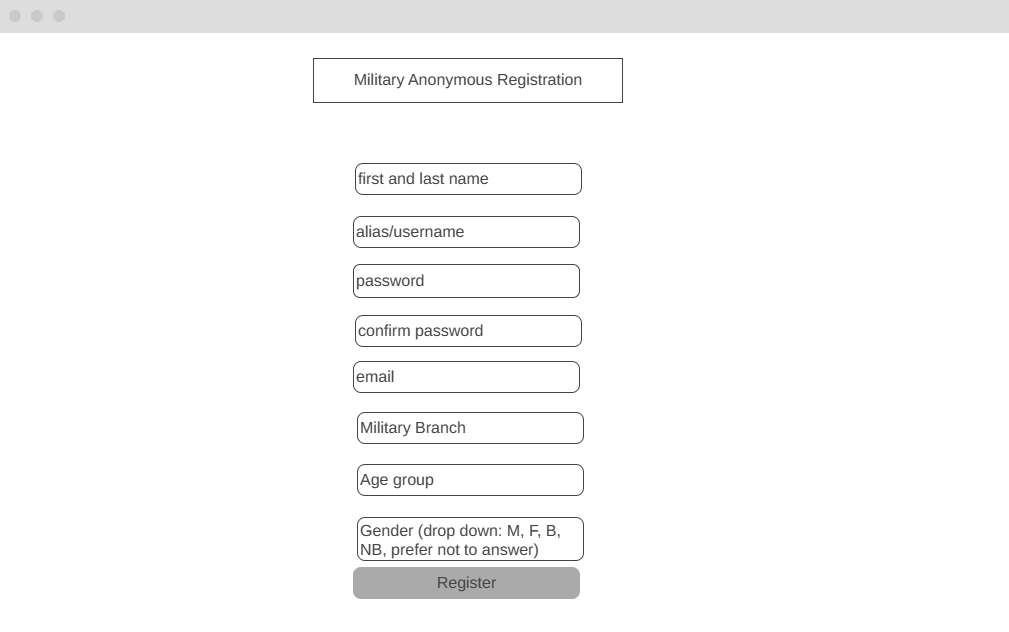 Military Anonymous Registration
first and last name
alias/username
password
confirm password
email
Military Branch
Age group
Gender (drop down: M, F, B,
NB, prefer not to answer)
Register